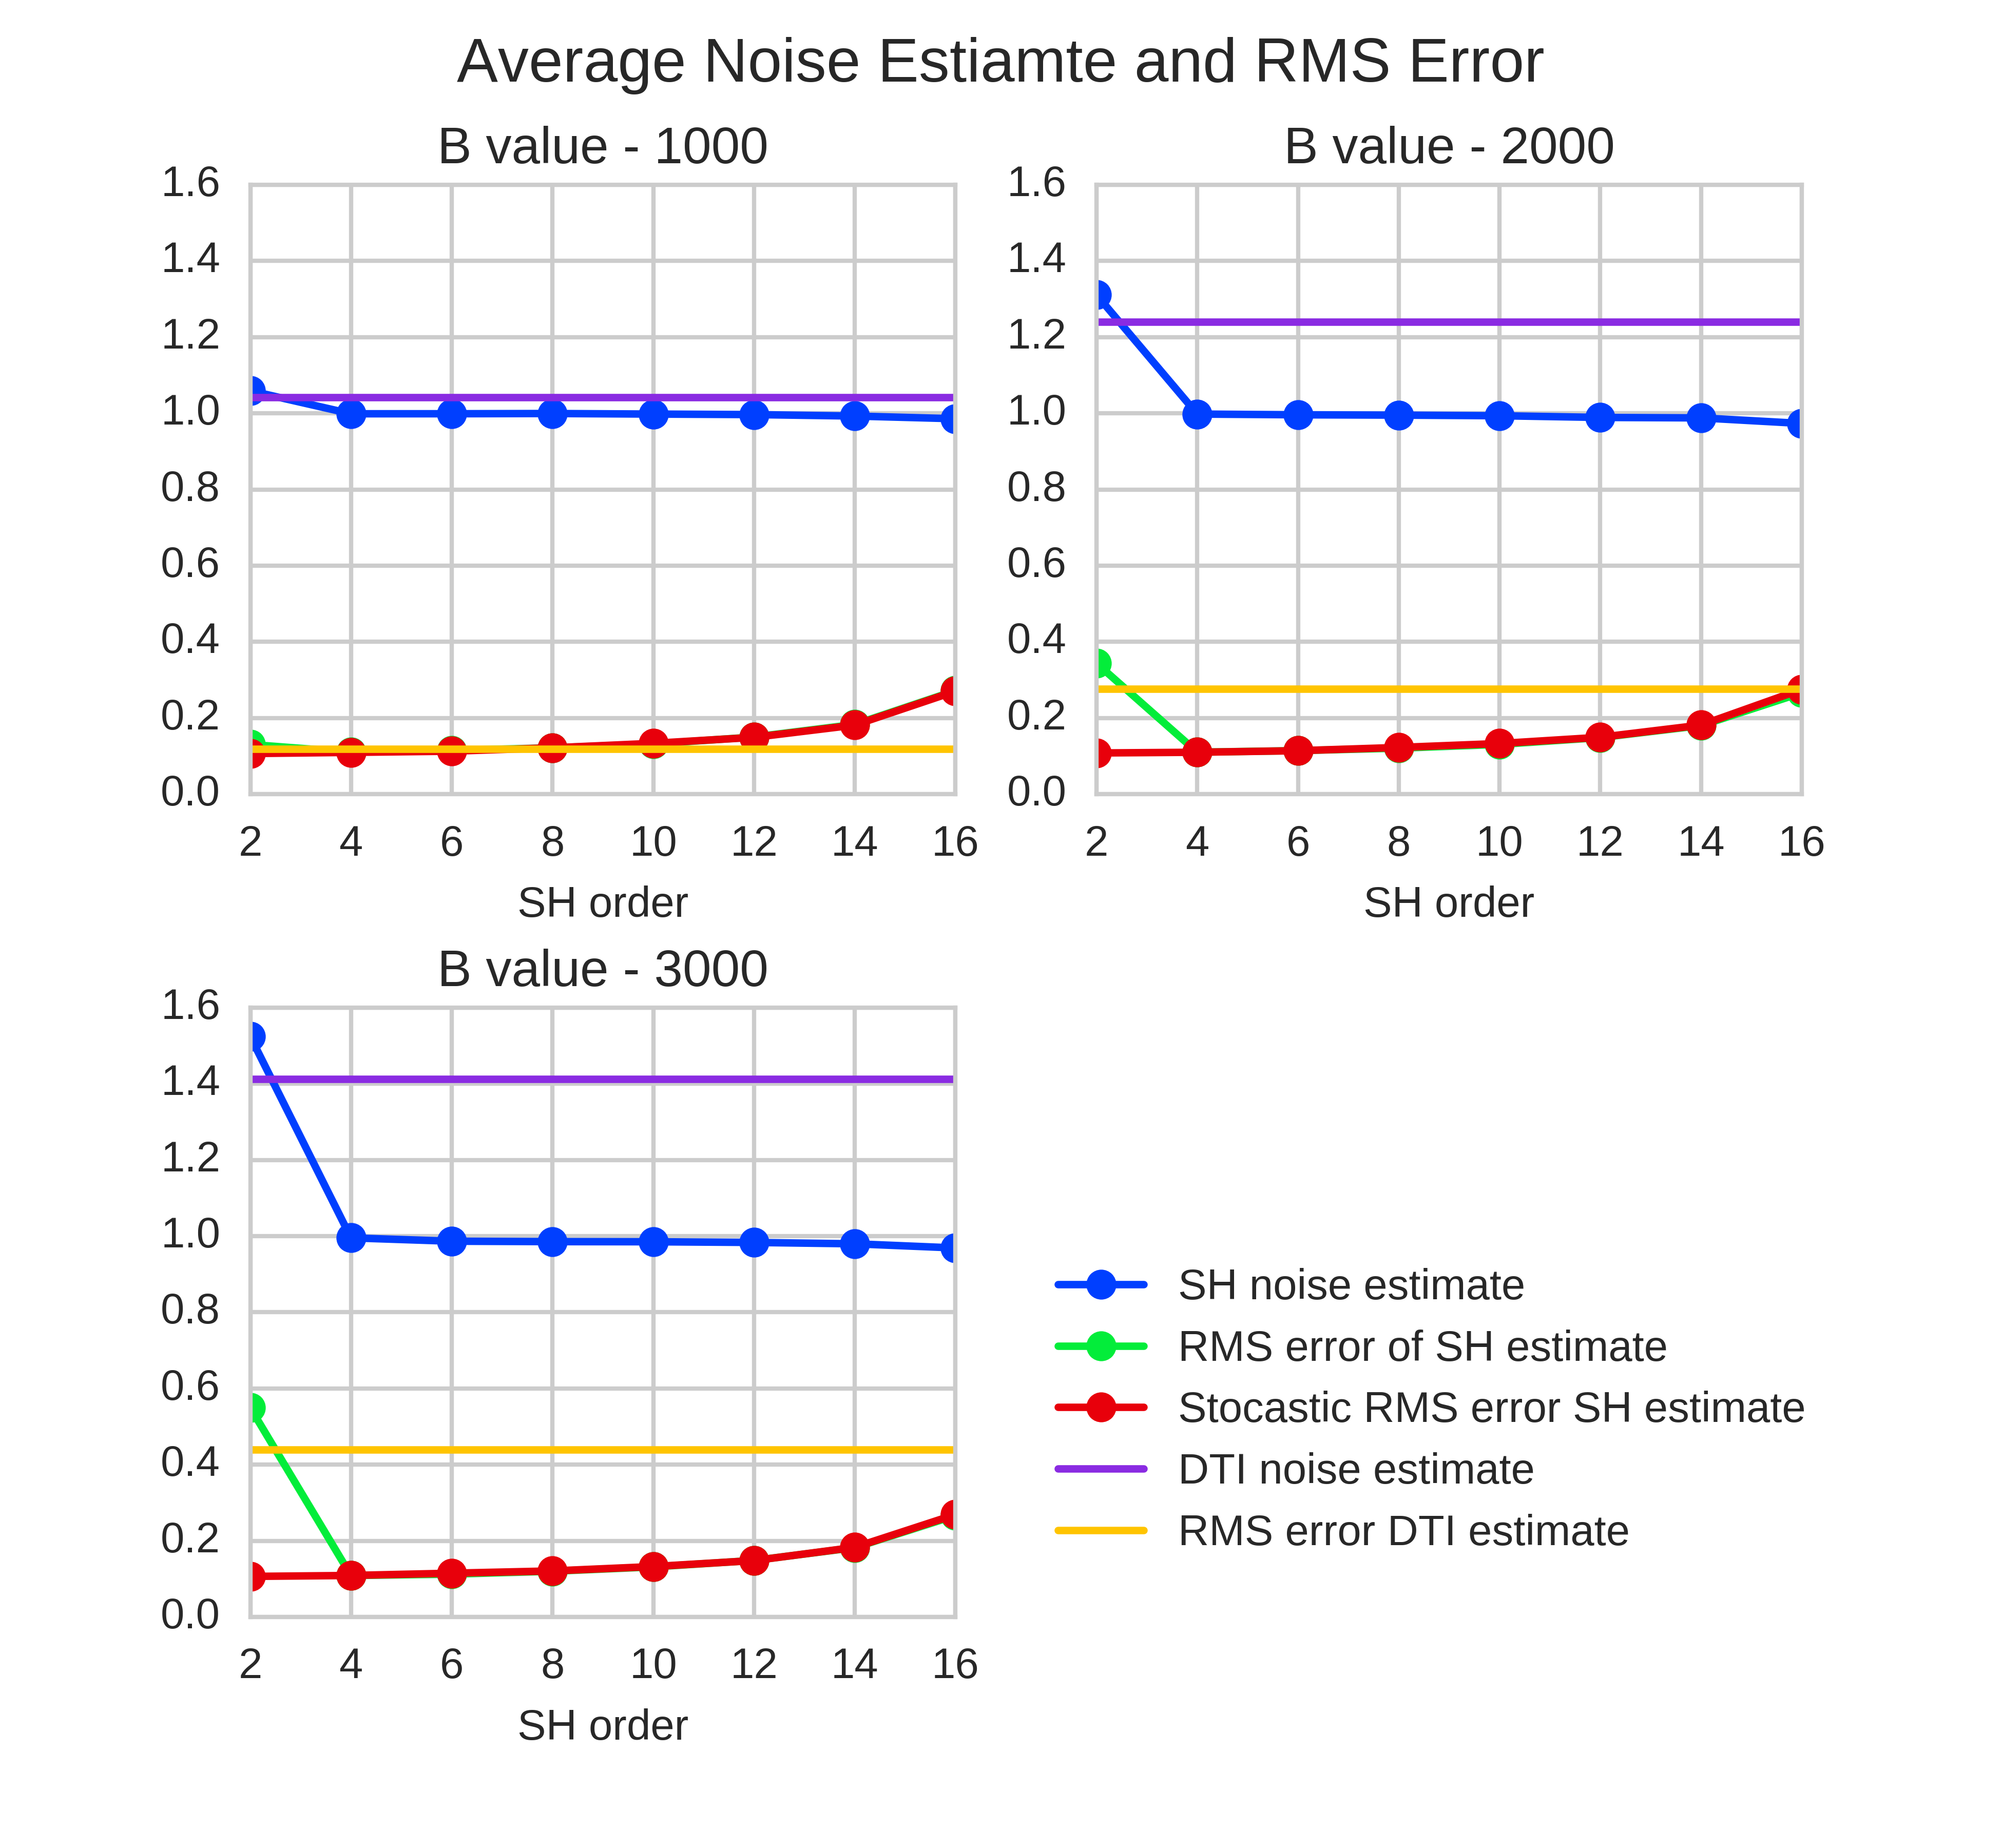 Average Noise Estiamte and RMS Error
B value - 1000
1.6
1.4
1.2
1.0
0.8
0.6
0.4
0.2
0.0
2 4 6 8 10 12 14 16
SH order
B value - 2000
1.6
1.4
1.2
1.0
0.8
0.6
0.4
0.2
0.0
2 4 6 8 10 12 14 16
SH order
B value - 3000
1.6
1.4
1.2
1.0
0.8
0.6
0.4
0.2
0.0
2 4 6 8 10 12 14 16
SH order
SH noise estimate
RMS error of SH estimate
Stocastic RMS error SH estimate
DTI noise estimate
RMS error DTI estimate